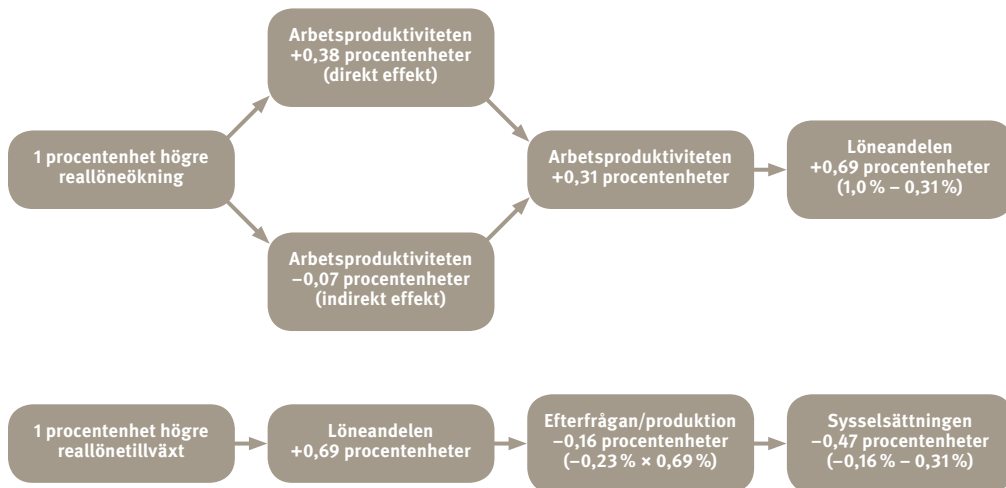 Arbetsproduktiviteten
+0,38 procentenheter
(direkt effekt)
1 procentenhet högre
reallöneökning
Arbetsproduktiviteten
+0,31 procentenheter
Löneandelen
+0,69 procentenheter
(1,0 % – 0,31 %)
Arbetsproduktiviteten
−0,07 procentenheter
(indirekt effekt)
1 procentenhet högre
reallönetillväxt
Löneandelen
+0,69 procentenheter
Efterfrågan/produktion
−0,16 procentenheter
(−0,23 % × 0,69 %)
Sysselsättningen
−0,47 procentenheter
(−0,16 % – 0,31 %)